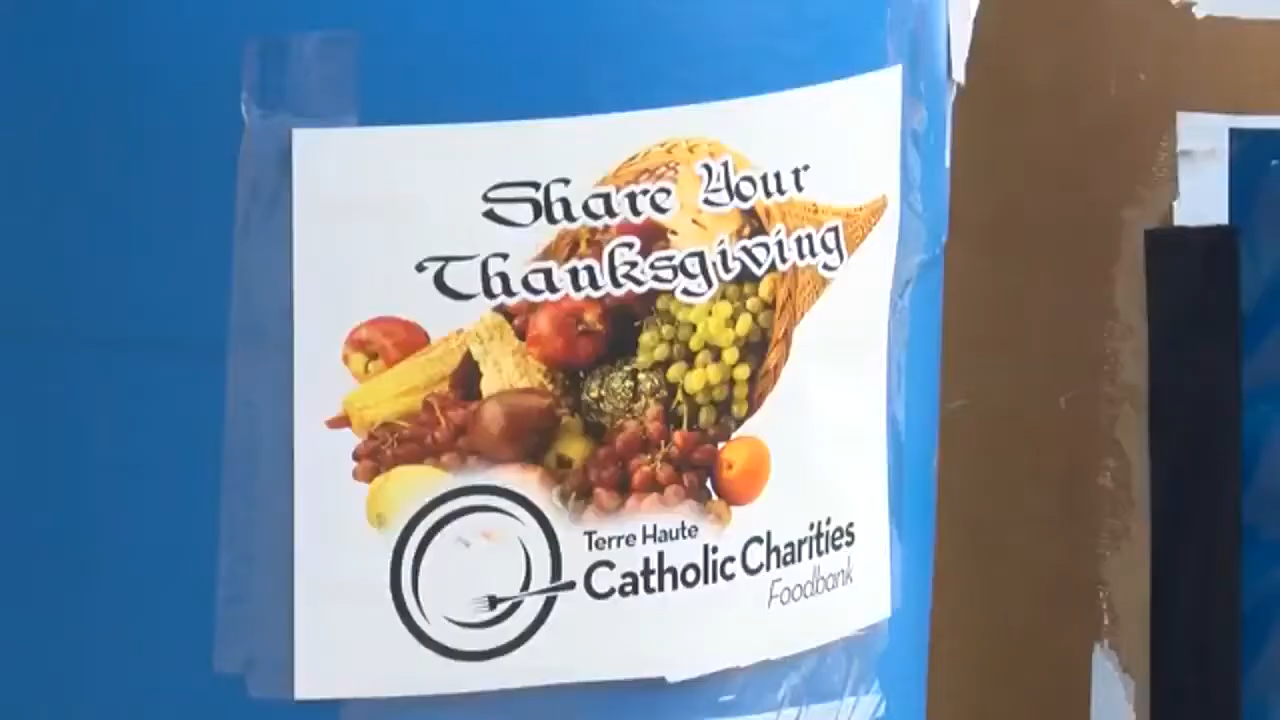 Share Your
Thanksgiving
Terre Haute
Catholic Charities
Foodbank